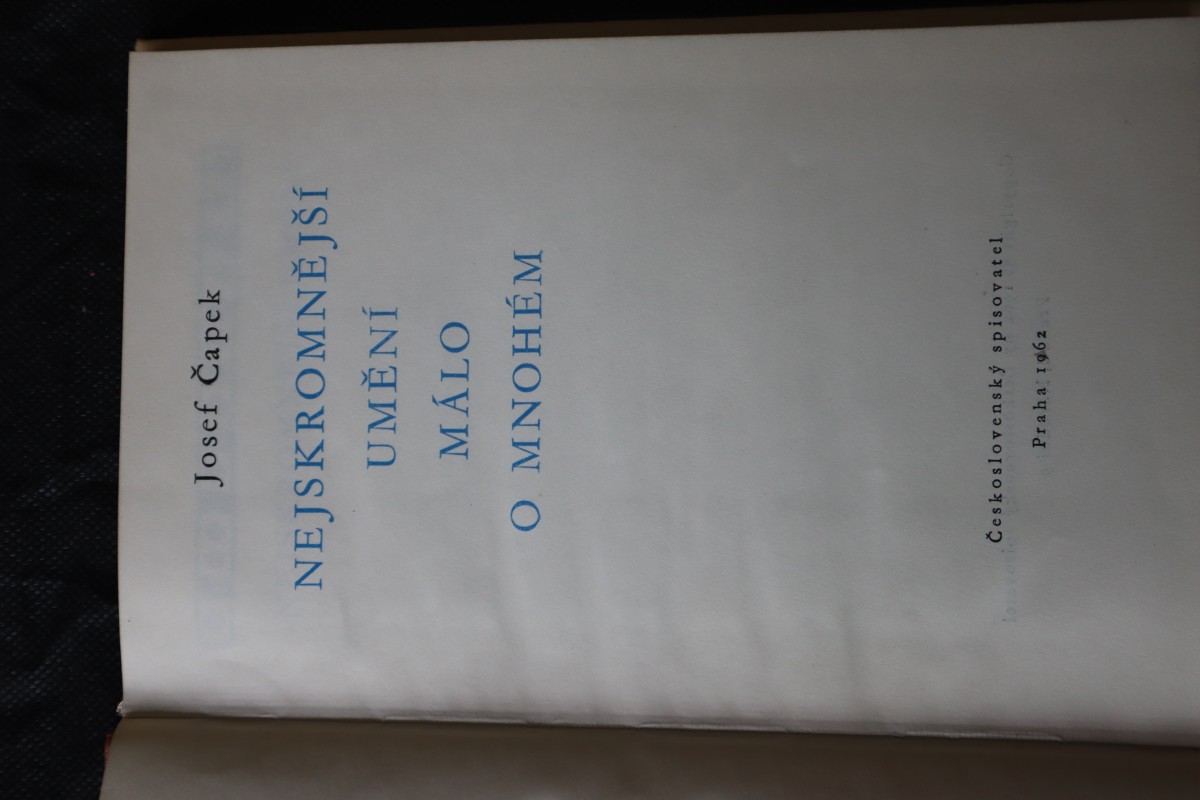 Josef Čapek
NEJSKROMNĚJŠÍ
UMĚNÍ
MÁLO
O MNOHÉM
Československý spisovatel
Praha 1962